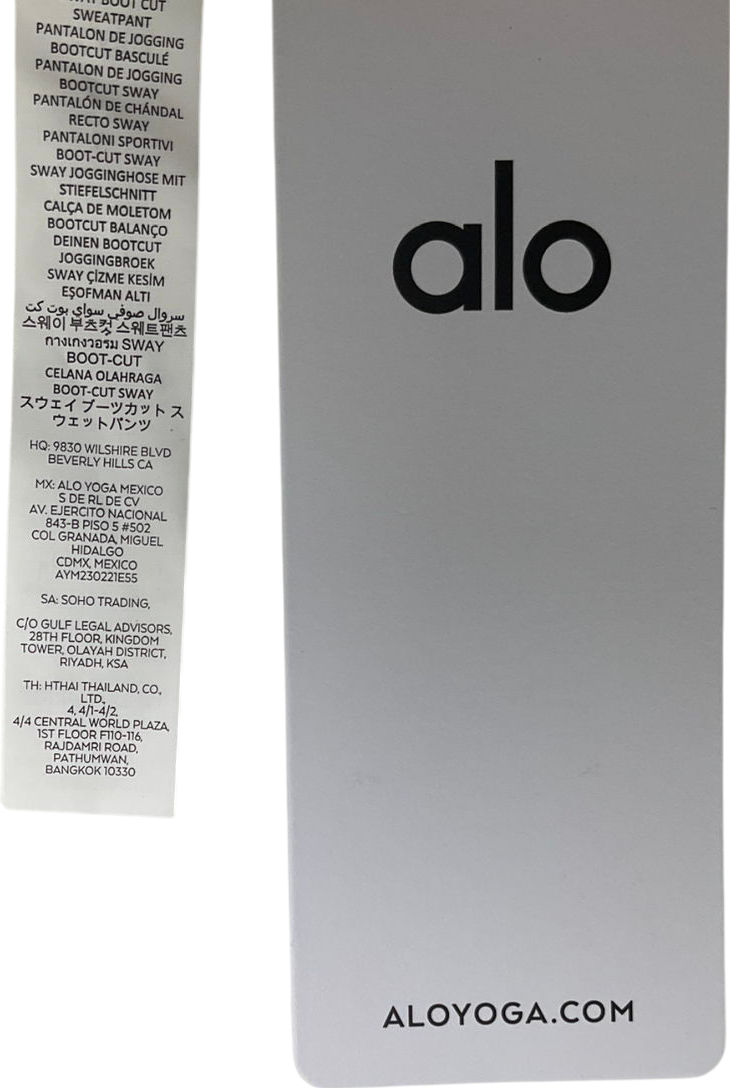 BOOT CUT
SWEATPANT
PANTALON DE JOGGING
BOOTCUT BASCULÉ
PANTALON DE JOGGING
BOOTCUT SWAY
PANTALÓN DE CHÁNDAL
RECTO SWAY
PANTALONI SPORTIVI
BOOT-CUT SWAY
SWAY JOGGINGHOSE MIT
STIEFELSCHNITT
CALÇA DE MOLETOM
BOOTCUT BALANÇO
DEINEN BOOTCUT
JOGGINGBROEK
SWAY ÇİZME KESİM
EŞOFMAN ALTI
سروال صوفي سواي بوت كت
스웨이 부츠컷 스웨트팬츠
กางเกงวอร์ม SWAY
BOOT-CUT
CELANA OLAHRAGA
BOOT-CUT SWAY
スウェイ ブーツカット ス
ウェットパンツ
HQ: 9830 WILSHIRE BLVD
BEVERLY HILLS CA
MX: ALO YOGA MEXICO
S DE RL DE CV
AV. EJERCITO NACIONAL
843-B PISO 5 #502
COL GRANADA, MIGUEL
HIDALGO
CDMX, MEXICO
AYM230221E55
SA: SOHO TRADING,
C/O GULF LEGAL ADVISORS,
28TH FLOOR, KINGDOM
TOWER, OLAYAH DISTRICT,
RIYADH, KSA
TH: HTHAI THAILAND, CO.,
LTD.,
4, 4/1-4/2,
4/4 CENTRAL WORLD PLAZA,
1ST FLOOR F110-116,
RAJDAMRI ROAD,
PATHUMWAN,
BANGKOK 10330
alo
ALOYOGA.COM